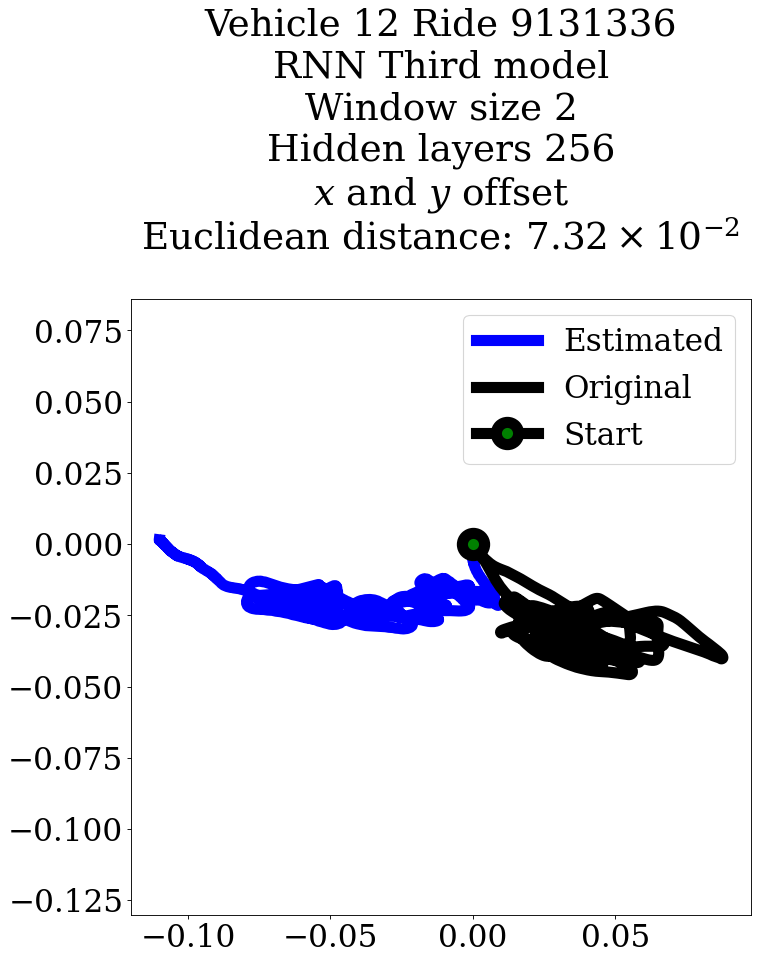 Vehicle 12 Ride 9131336
RNN Third model
Window size 2
Hidden layers 256
x and y offset
Euclidean distance: 7.32 × 10⁻²
Estimated
Original
Start
0.075
0.050
0.025
0.000
−0.025
−0.050
−0.075
−0.100
−0.125
−0.10 −0.05 0.00 0.05